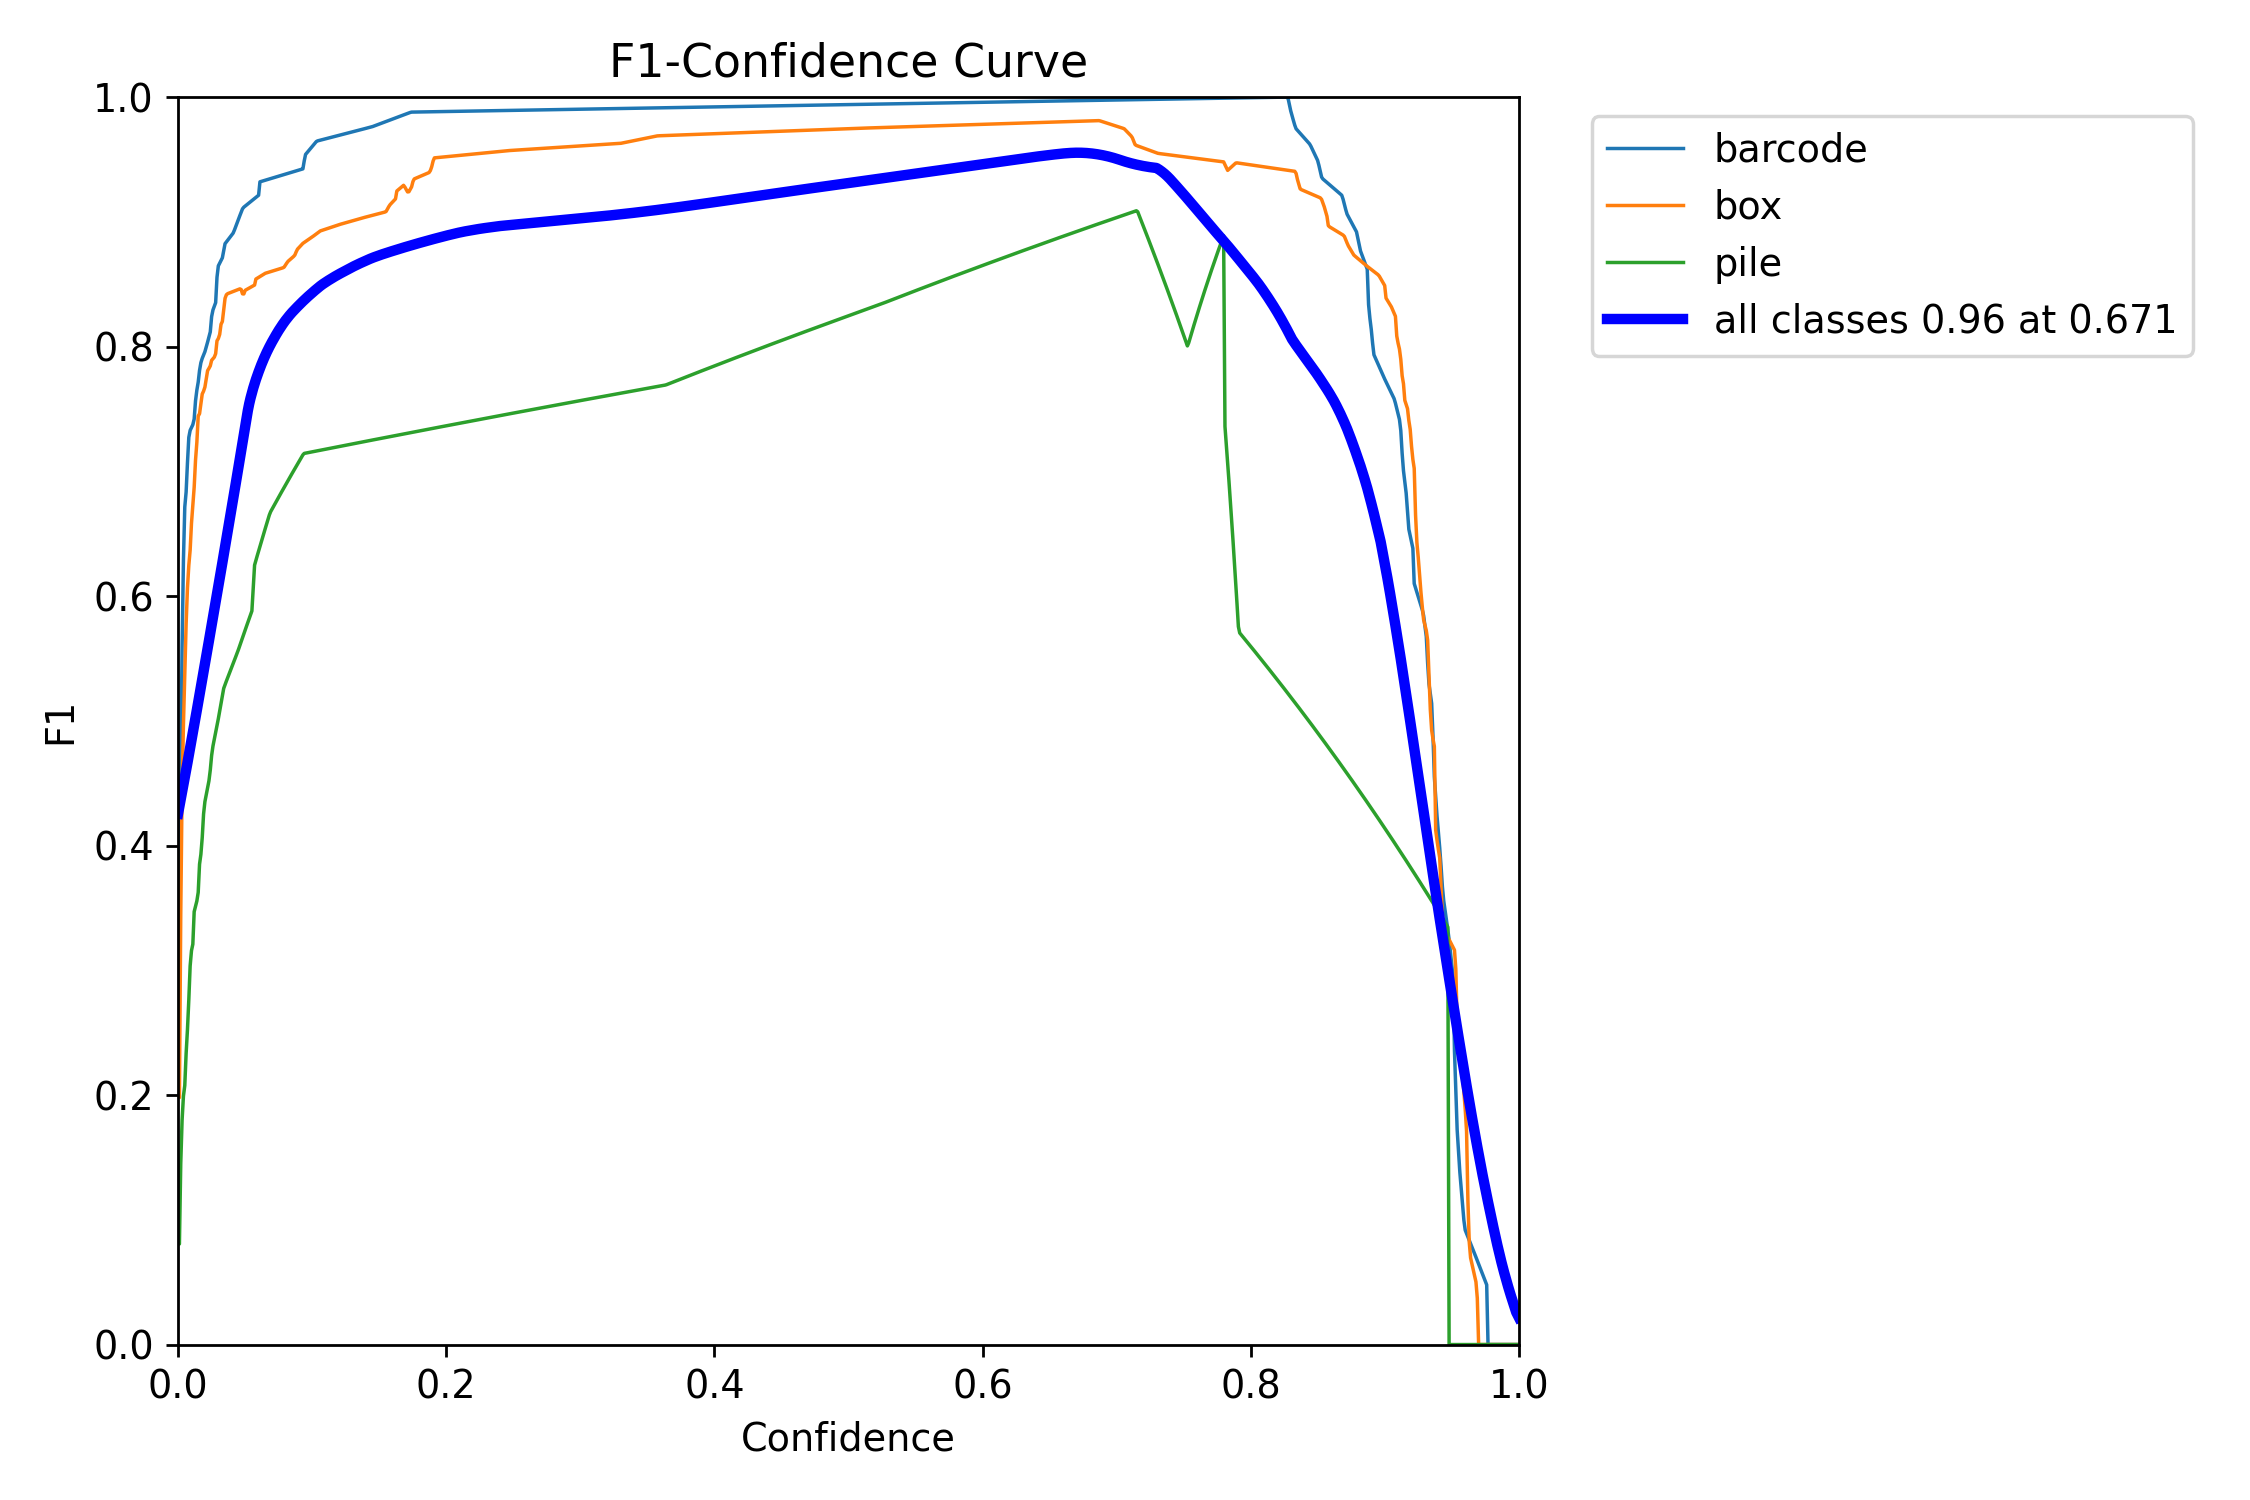 F1-Confidence Curve
1.0
0.8
0.6
0.4
0.2
0.0
F1
0.0 0.2 0.4 0.6 0.8 1.0
Confidence
barcode
box
pile
all classes 0.96 at 0.671